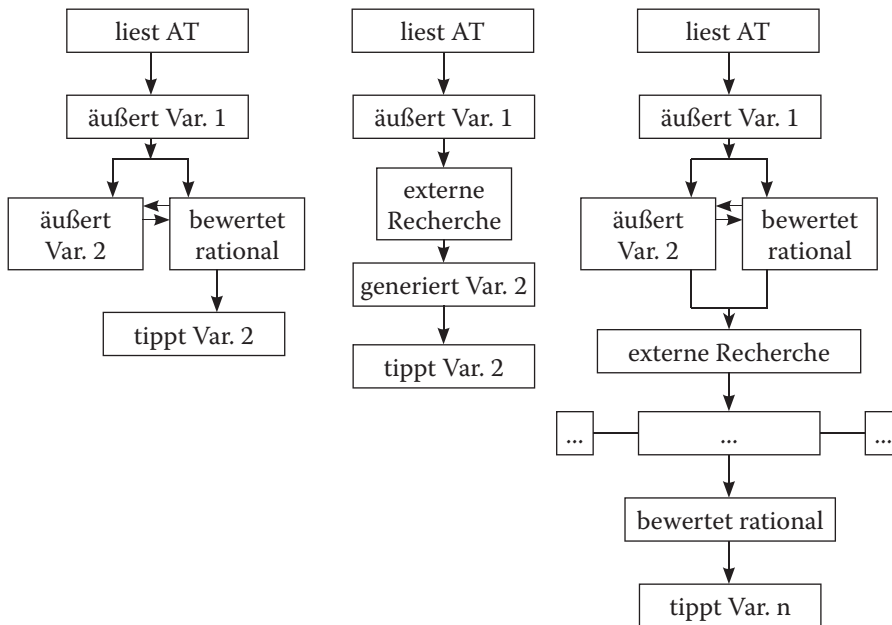 liest AT
äußert Var. 1
äußert
Var. 2
bewertet
rational
tippt Var. 2
liest AT
äußert Var. 1
externe
Recherche
generiert Var. 2
tippt Var. 2
liest AT
äußert Var. 1
äußert
Var. 2
bewertet
rational
externe Recherche
...
...
...
bewertet rational
tippt Var. n